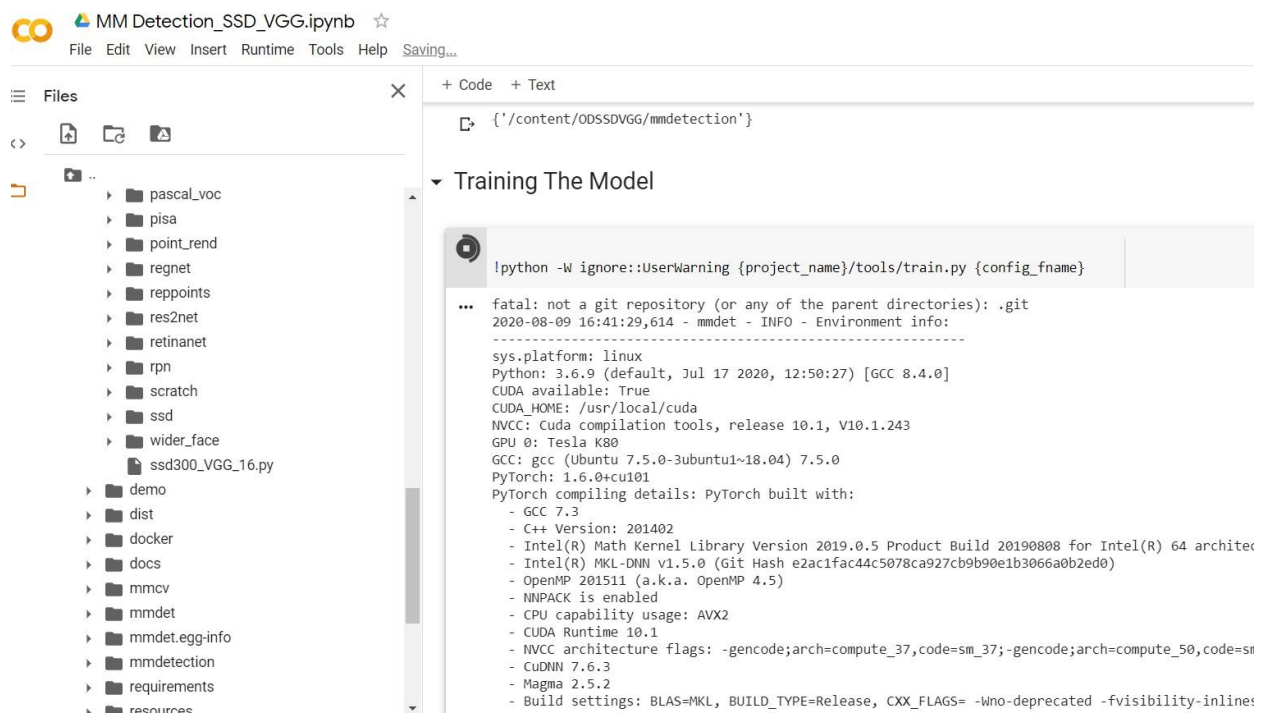 MM Detection_SSD_VGG.ipynb
File Edit View Insert Runtime Tools Help Saving...
Files
..
pascal_voc
pisa
point_rend
regnet
reppoints
res2net
retinanet
rpn
scratch
ssd
wider_face
ssd300_VGG_16.py
demo
dist
docker
docs
mmcv
mmdet
mmdet.egg-info
mmdetection
requirements
resources
+ Code + Text
{'/content/ODSSDVGG/mmdetection'}
Training The Model
!python -W ignore::UserWarning {project_name}/tools/train.py {config_fname}
fatal: not a git repository (or any of the parent directories): .git
2020-08-09 16:41:29,614 - mmdet - INFO - Environment info:
------------------------------------------------------------
sys.platform: linux
Python: 3.6.9 (default, Jul 17 2020, 12:50:27) [GCC 8.4.0]
CUDA available: True
CUDA_HOME: /usr/local/cuda
NVCC: Cuda compilation tools, release 10.1, V10.1.243
GPU 0: Tesla K80
GCC: gcc (Ubuntu 7.5.0-3ubuntu1~18.04) 7.5.0
PyTorch: 1.6.0+cu101
PyTorch compiling details: PyTorch built with:
- GCC 7.3
- C++ Version: 201402
- Intel(R) Math Kernel Library Version 2019.0.5 Product Build 20190808 for Intel(R) 64 architec
- Intel(R) MKL-DNN v1.5.0 (Git Hash e2ac1fac44c5078ca927cb9b90e1b3066a0b2ed0)
- OpenMP 201511 (a.k.a. OpenMP 4.5)
- NNPACK is enabled
- CPU capability usage: AVX2
- CUDA Runtime 10.1
- NVCC architecture flags: -gencode;arch=compute_37,code=sm_37;-gencode;arch=compute_50,code=sm
- CuDNN 7.6.3
- Magma 2.5.2
- Build settings: BLAS=MKL, BUILD_TYPE=Release, CXX_FLAGS= -Wno-deprecated -fvisibility-inlines